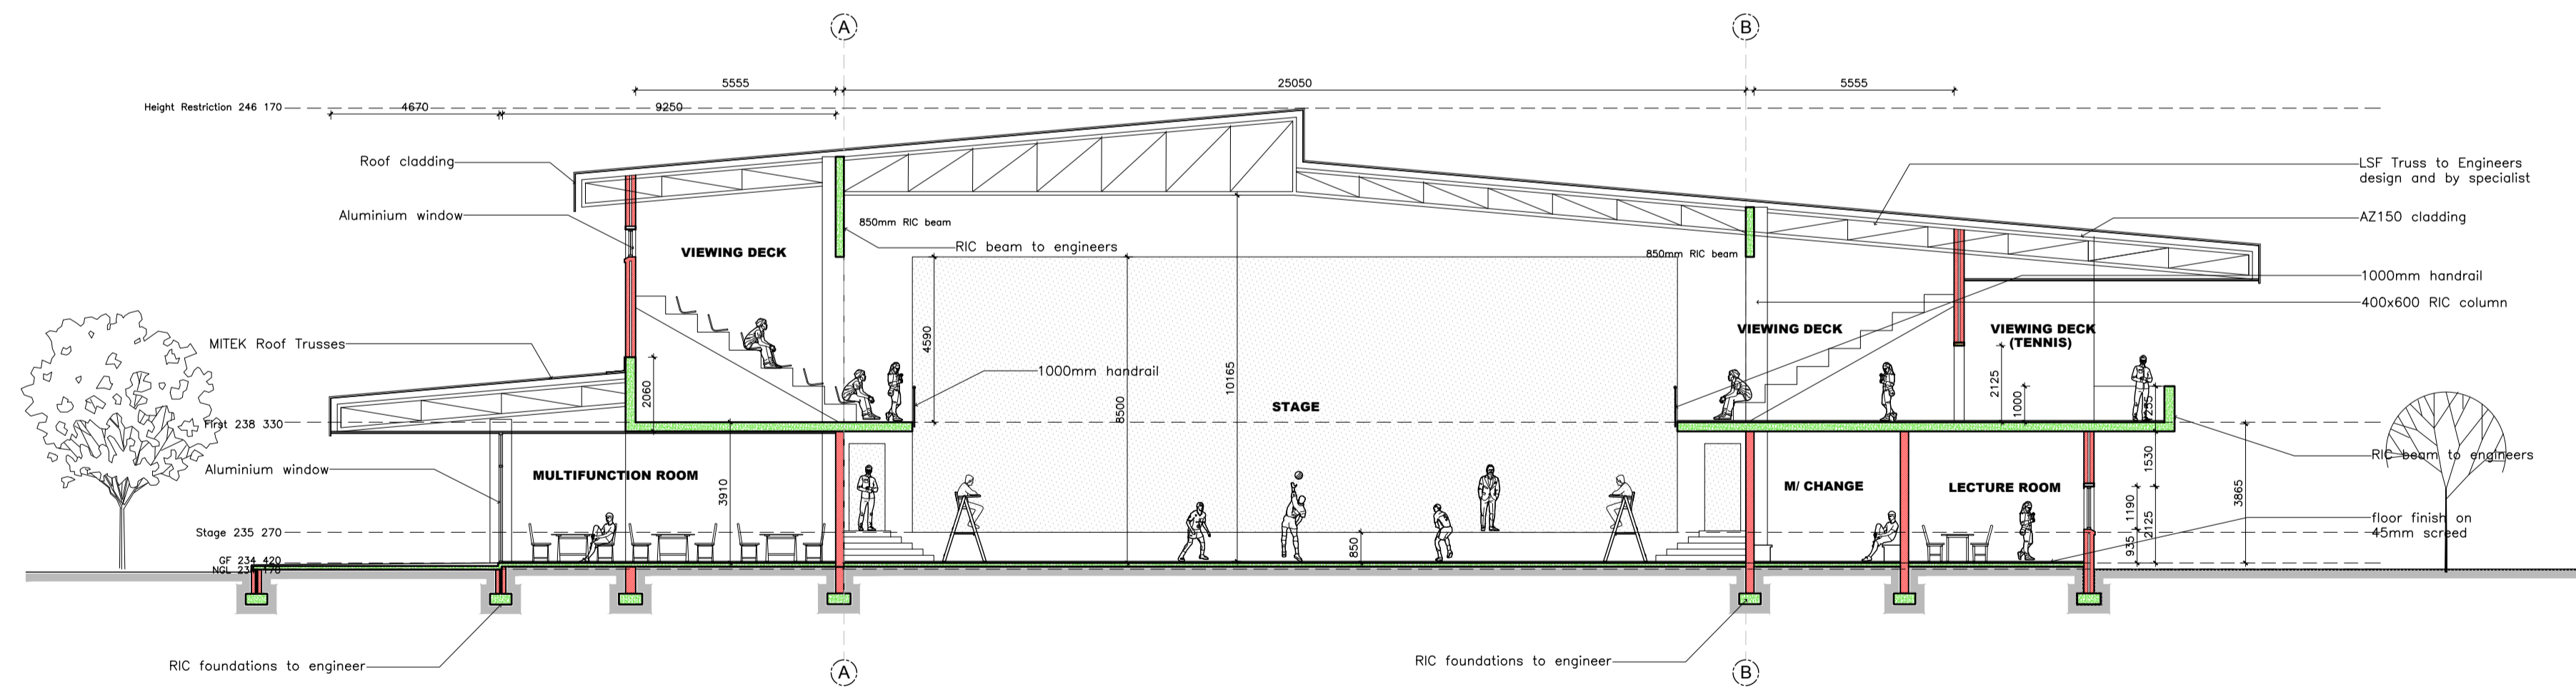 A
B
5555
25050
5555
Height Restriction 246 170
4670
9250
Roof cladding
LSF Truss to Engineers
design and by specialist
Aluminium window
AZ150 cladding
850mm RIC beam
RIC beam to engineers
VIEWING DECK
850mm RIC beam
1000mm handrail
400x600 RIC column
VIEWING DECK
VIEWING DECK
(TENNIS)
MITEK Roof Trusses
4590
10165
1000mm handrail
2060
8500
STAGE
2125
1000
First 238 330
RIC beam to engineers
Aluminium window
MULTIFUNCTION ROOM
3910
M/ CHANGE
LECTURE ROOM
1530
1190
2125
935
3865
floor finish on
45mm screed
Stage 235 270
850
GF 234 420
NGL
RIC foundations to engineer
RIC foundations to engineer
A
B